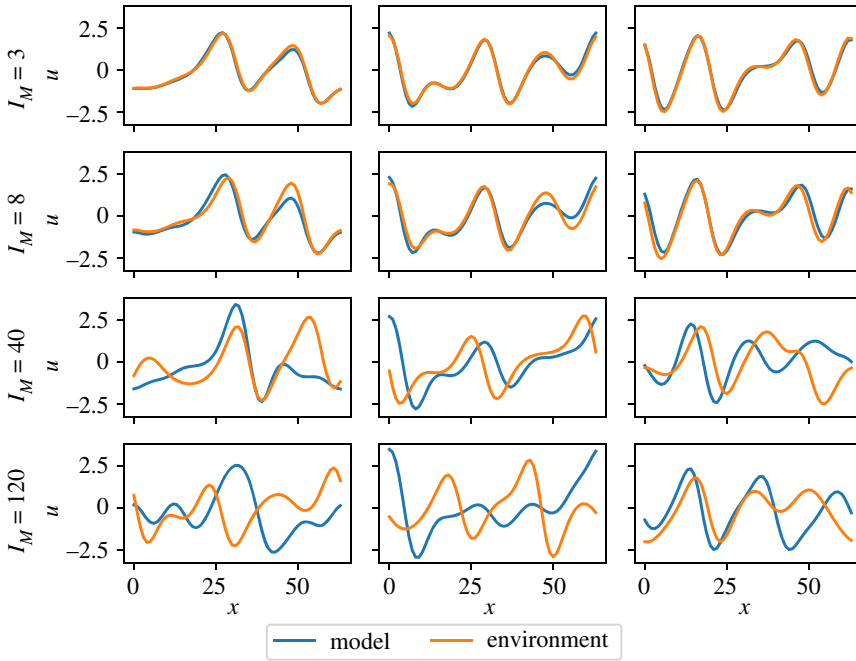 I_M = 3
u
2.5
0
−2.5
I_M = 8
u
2.5
0
−2.5
I_M = 40
u
2.5
0
−2.5
I_M = 120
u
2.5
0
−2.5
0 25 50 0 25 50 0 25 50
x x x
model environment